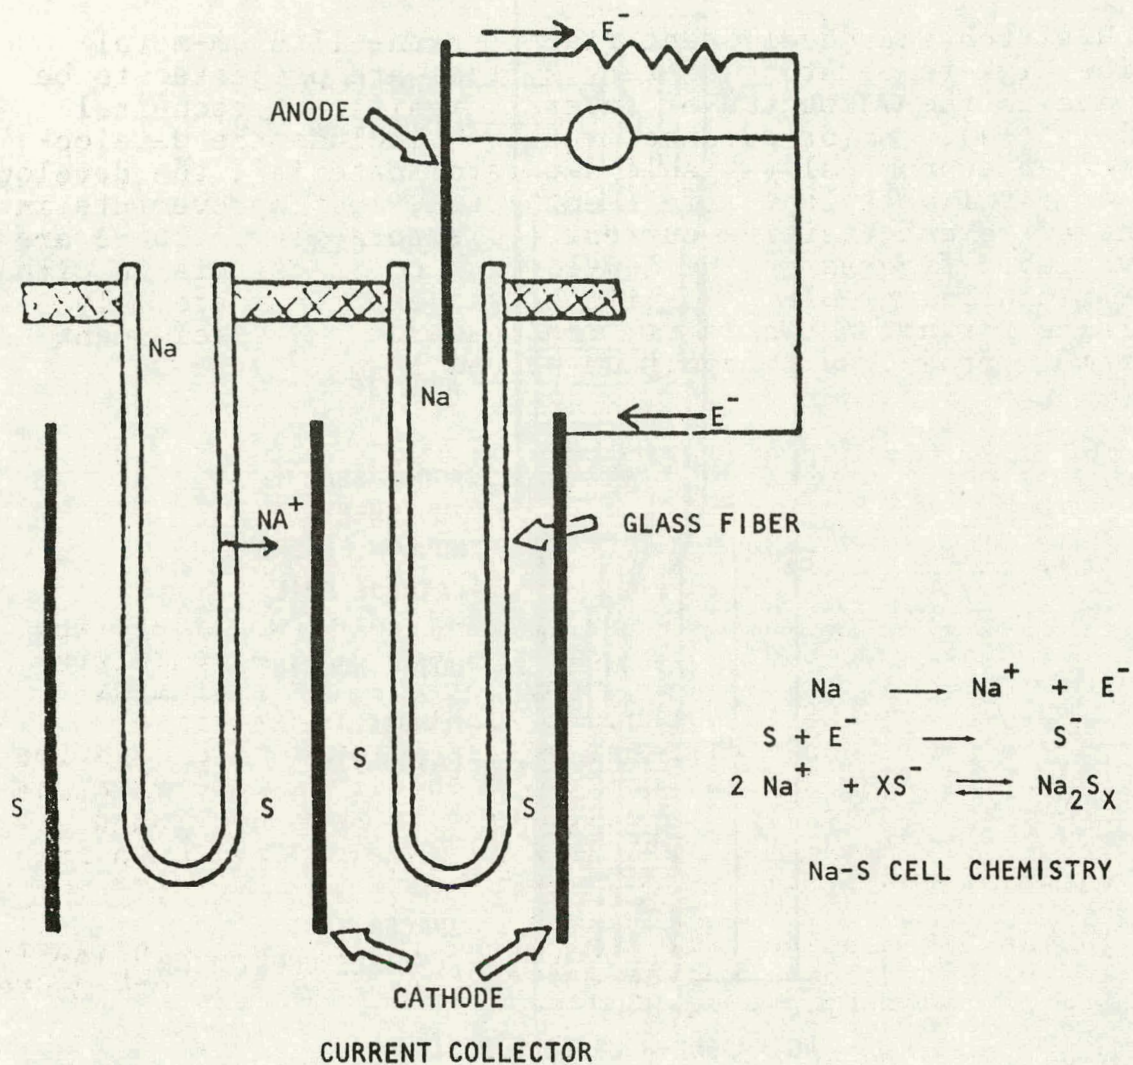 E⁻
ANODE
Na
Na
E⁻
NA⁺
GLASS FIBER
Na → Na⁺ + E⁻
S + E⁻ → S⁻
S
2 Na⁺ + XS⁻ ⇌ Na₂Sₓ
S
S
S
Na-S CELL CHEMISTRY
CATHODE
CURRENT COLLECTOR